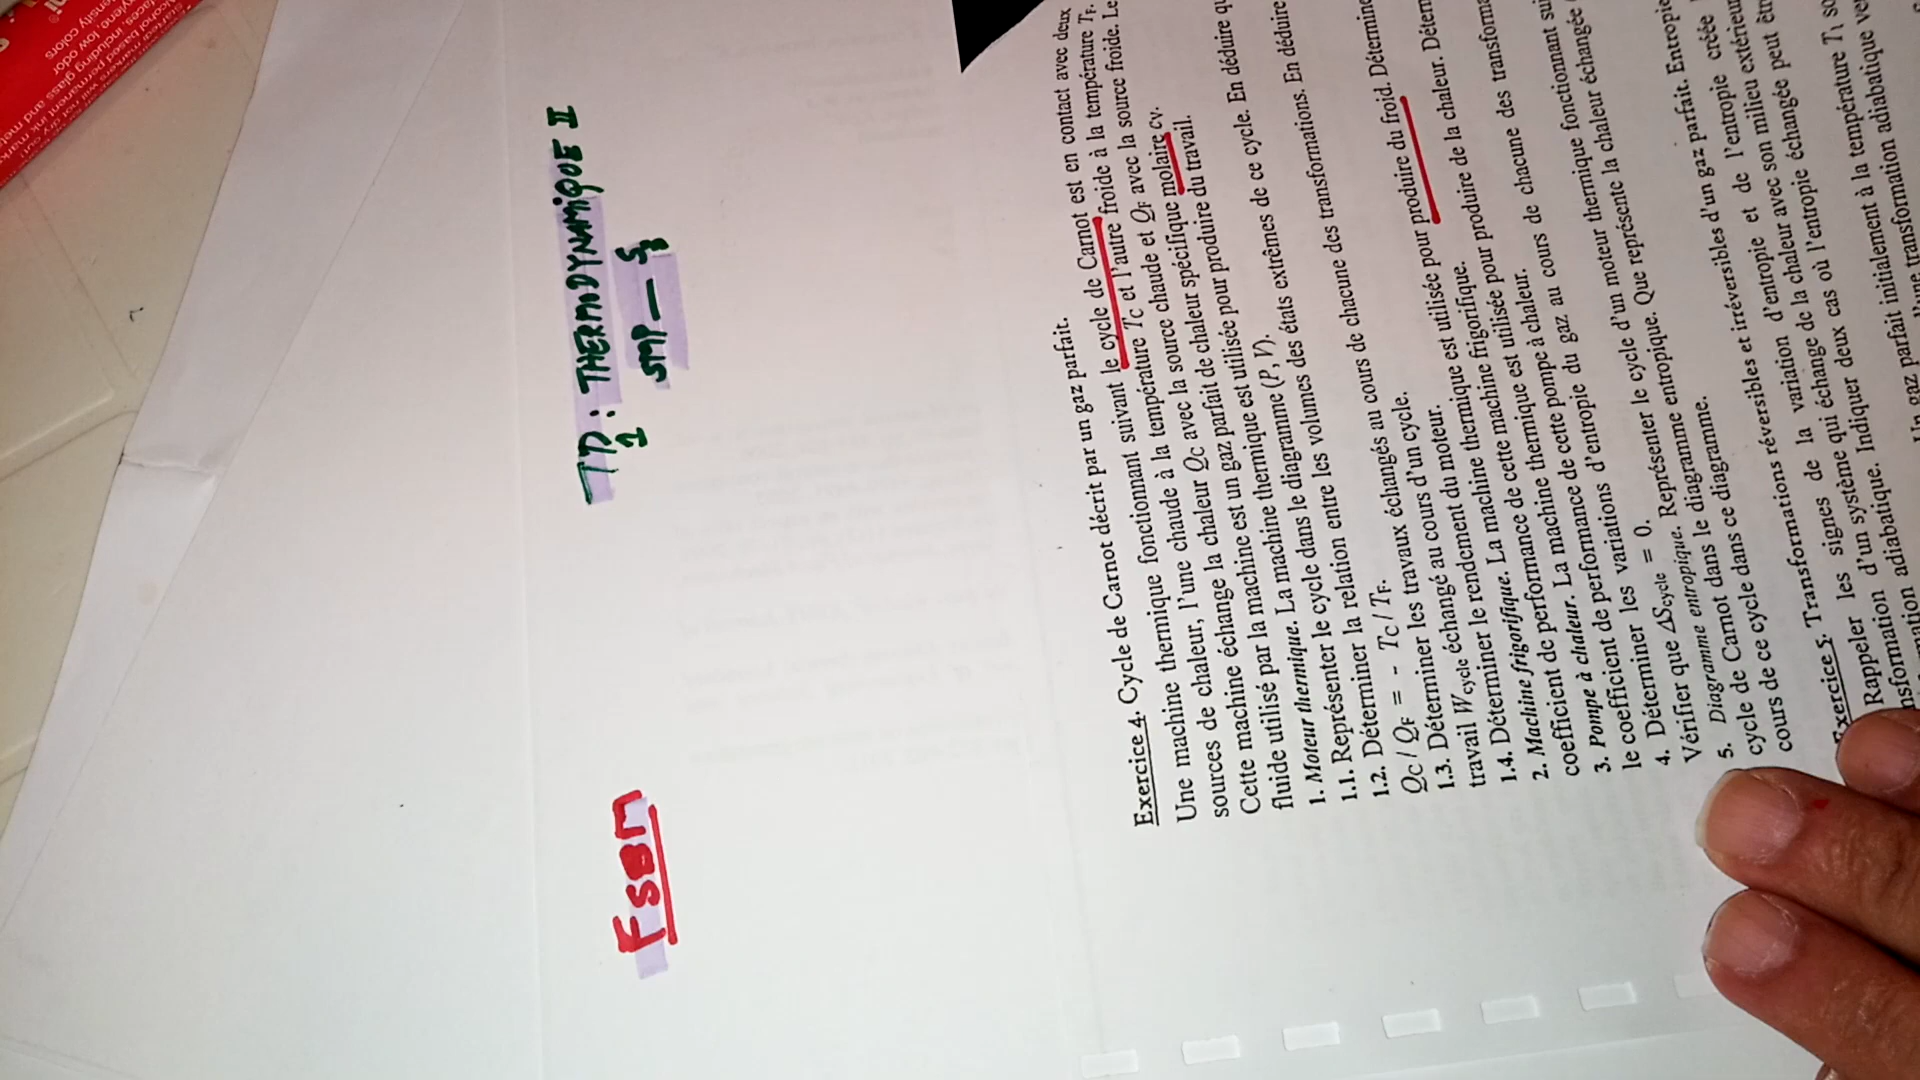 TD : THERMODYNAMIQUE II
2
SMP — S3
FSBM
Exercice 4. Cycle de Carnot décrit par un gaz parfait.
Une machine thermique fonctionnant suivant le cycle de Carnot est en contact avec deux
sources de chaleur, l'une chaude à la température TC et l'autre froide à la température TF.
Cette machine échange la chaleur QC avec la source chaude et QF avec la source froide. Le
fluide utilisé par la machine est un gaz parfait de chaleur spécifique molaire cv.
1. Moteur thermique. La machine thermique est utilisée pour produire du travail.
1.1. Représenter le cycle dans le diagramme (P, V).
1.2. Déterminer la relation entre les volumes des états extrêmes de ce cycle. En déduire
QC / QF = - TC / TF.
1.3. Déterminer les travaux échangés au cours de chacune des transformations. En déduire
travail Wcycle échangé au cours d'un cycle.
1.4. Déterminer le rendement du moteur.
2. Machine frigorifique. La machine thermique est utilisée pour produire du froid.
coefficient de performance de cette machine frigorifique.
3. Pompe à chaleur. La machine thermique est utilisée pour produire de la chaleur.
le coefficient de performance de cette pompe à chaleur.
4. Déterminer les variations d'entropie du gaz au cours de chacune des
Vérifier que ΔScycle = 0.
5. Diagramme entropique. Représenter le cycle d'un moteur thermique fonctionnant
cycle de Carnot dans le diagramme entropique. Que représente la chaleur échangée
cours de ce cycle dans ce diagramme.
Exercice 5. Transformations réversibles et irréversibles d'un gaz parfait.
Rappeler les signes de la variation d'entropie et de l'entropie créée
d'un système qui échange de la chaleur avec son milieu
adiabatique. Indiquer deux cas où l'entropie échangée peut
Un gaz parfait initialement à la température T1
adiabatique